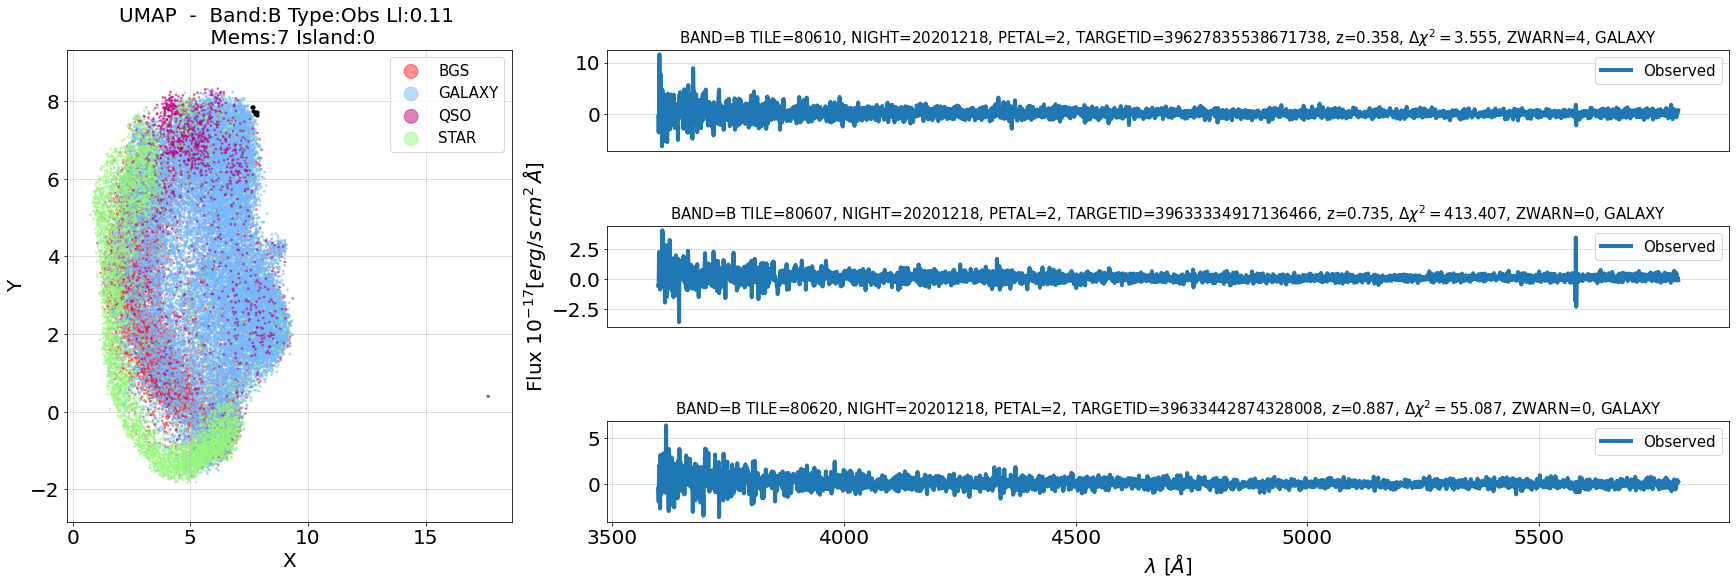 UMAP - Band:B Type:Obs Ll:0.11
Mems:7 Island:0
BGS
GALAXY
QSO
STAR
8
6
4
2
0
−2
Y
0
5
10
15
X
Flux 10⁻¹⁷[erg/s cm² Å]
BAND=B TILE=80610, NIGHT=20201218, PETAL=2, TARGETID=39627835538671738, z=0.358, Δχ² = 3.555, ZWARN=4, GALAXY
Observed
10
0
BAND=B TILE=80607, NIGHT=20201218, PETAL=2, TARGETID=39633334917136466, z=0.735, Δχ² = 413.407, ZWARN=0, GALAXY
Observed
2.5
0.0
−2.5
BAND=B TILE=80620, NIGHT=20201218, PETAL=2, TARGETID=39633442874328008, z=0.887, Δχ² = 55.087, ZWARN=0, GALAXY
Observed
5
0
3500
4000
4500
5000
5500
λ [Å]